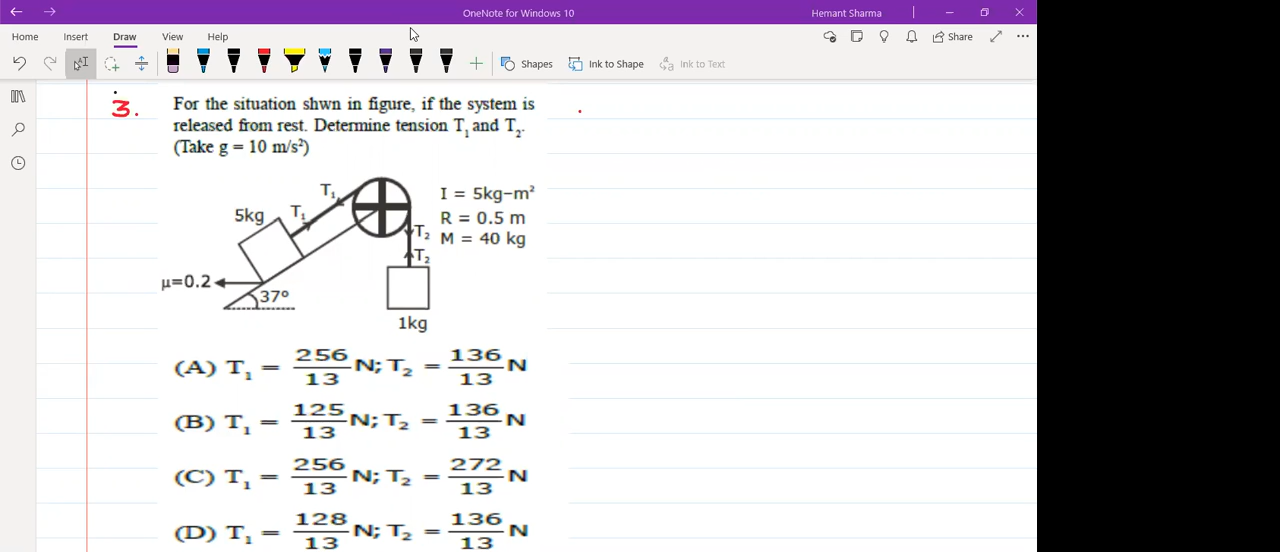 OneNote for Windows 10
Hemant Sharma
Home Insert Draw View Help
Share
Shapes
Ink to Shape
Ink to Text
3.
For the situation shwn in figure, if the system is
released from rest. Determine tension T₁ and T₂.
(Take g = 10 m/s²)
T₁
T₁
5kg
I = 5kg-m²
R = 0.5 m
M = 40 kg
T₂
T₂
μ=0.2
37°
1kg
(A) T₁ = 256/13 N; T₂ = 136/13 N
(B) T₁ = 125/13 N; T₂ = 136/13 N
(C) T₁ = 256/13 N; T₂ = 272/13 N
(D) T₁ = 128/13 N; T₂ = 136/13 N